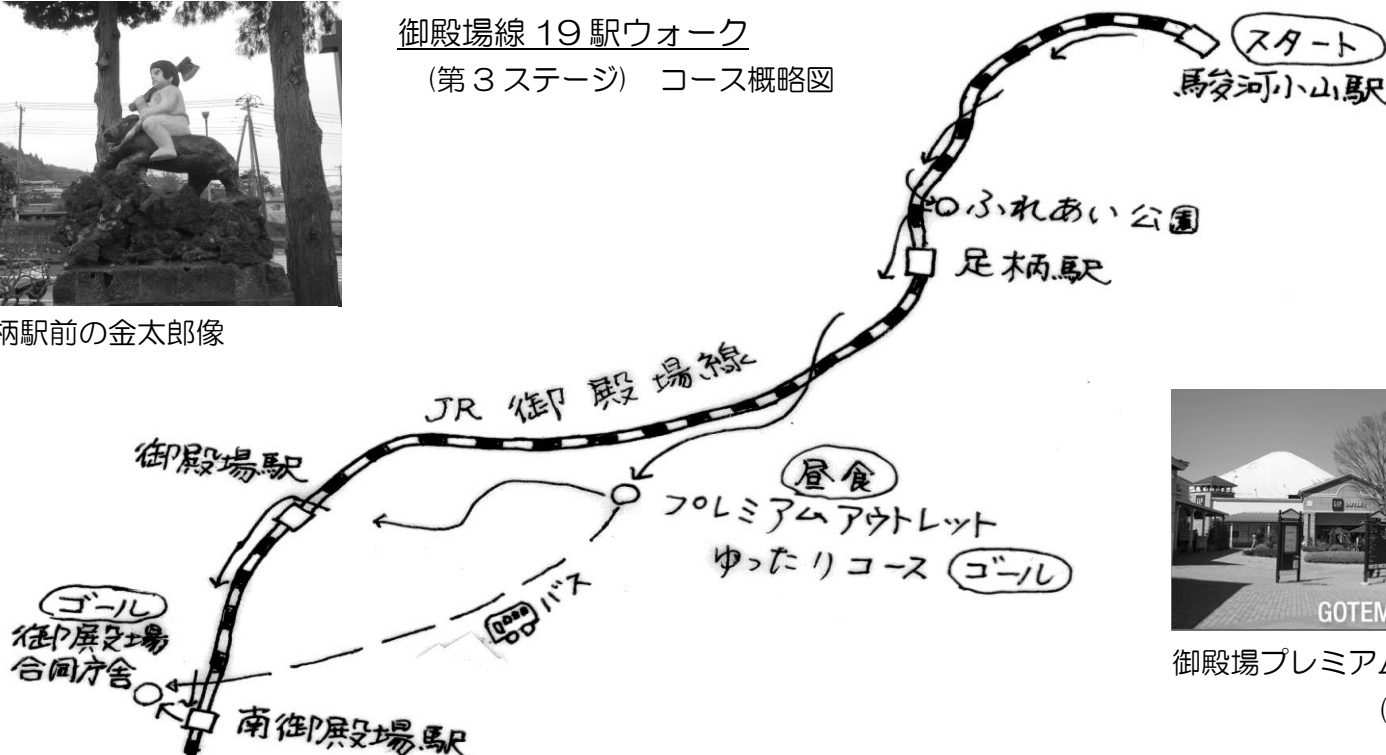 御殿場線 19 駅ウォーク
(第 3 ステージ) コース概略図
スタート
駿河小山駅
ふれあい公園
足柄駅
柄駅前の金太郎像
JR 御殿場線
御殿場駅
昼食
プレミアムアウトレット
ゆったりコース ゴール
バス
ゴール
御殿場
合同庁舎
南御殿場駅
GAP
GOTEM
御殿場プレミア
(